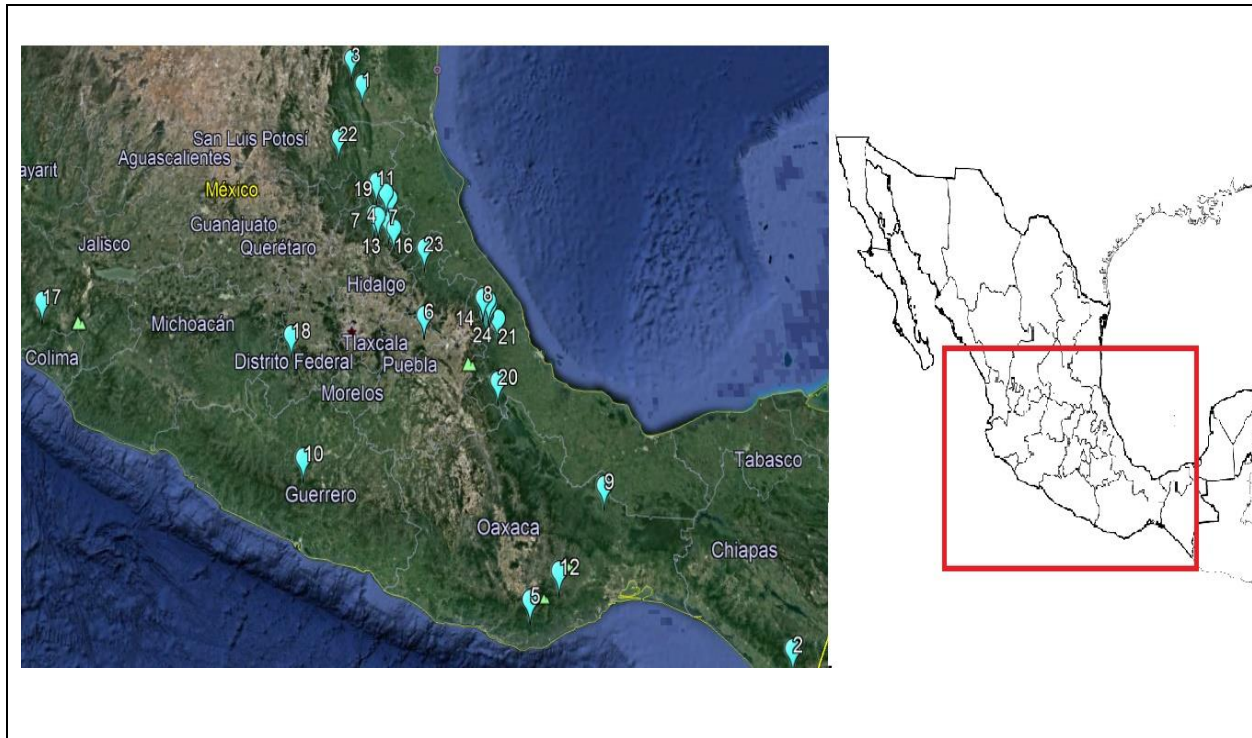 3
1
22
San Luis Potosí
Aguascalientes
ayarit
México
19
11
Guanajuato
7
4
7
Jalisco
Querétaro
13
16
23
Hidalgo
17
8
Michoacán
6
14
18
24
21
Tlaxcala
Colima
Distrito Federal
Puebla
20
Morelos
10
Tabasco
Guerrero
9
Oaxaca
Chiapas
12
5
2